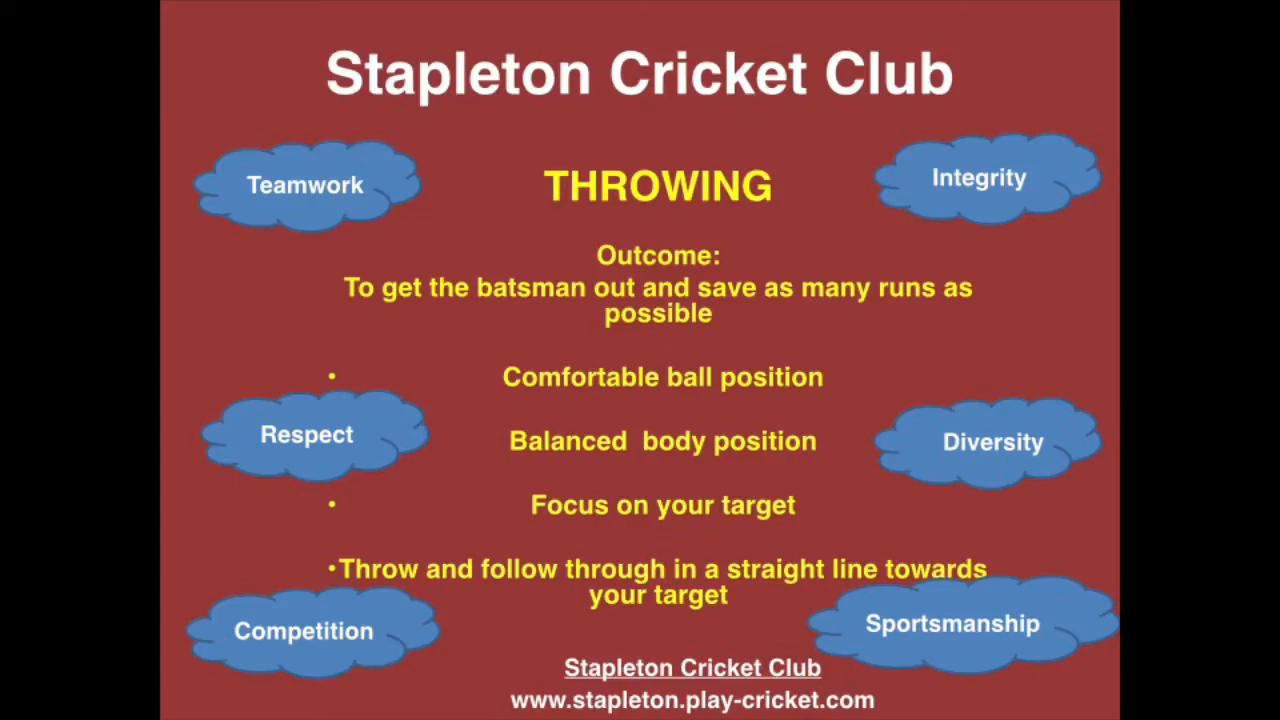 Stapleton Cricket Club
Teamwork
THROWING
Integrity
Outcome:
To get the batsman out and save as many runs as
possible
• Comfortable ball position
Respect
Balanced body position
Diversity
• Focus on your target
•Throw and follow through in a straight line towards
your target
Competition
Sportsmanship
Stapleton Cricket Club
www.stapleton.play-cricket.com